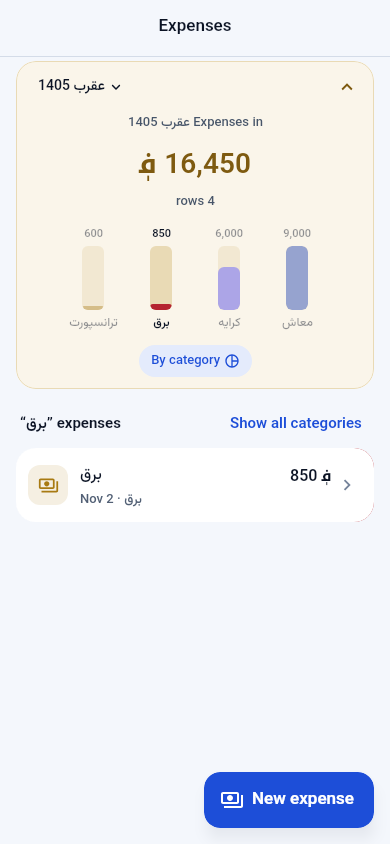 Expenses
عقرب 1405
Expenses in عقرب 1405
؋ 16,450
4 rows
600 850 6,000 9,000
ترانسپورت برق کرایه معاش
By category
“برق” expenses Show all categories
برق ؋ 850
Nov 2 · برق
New expense